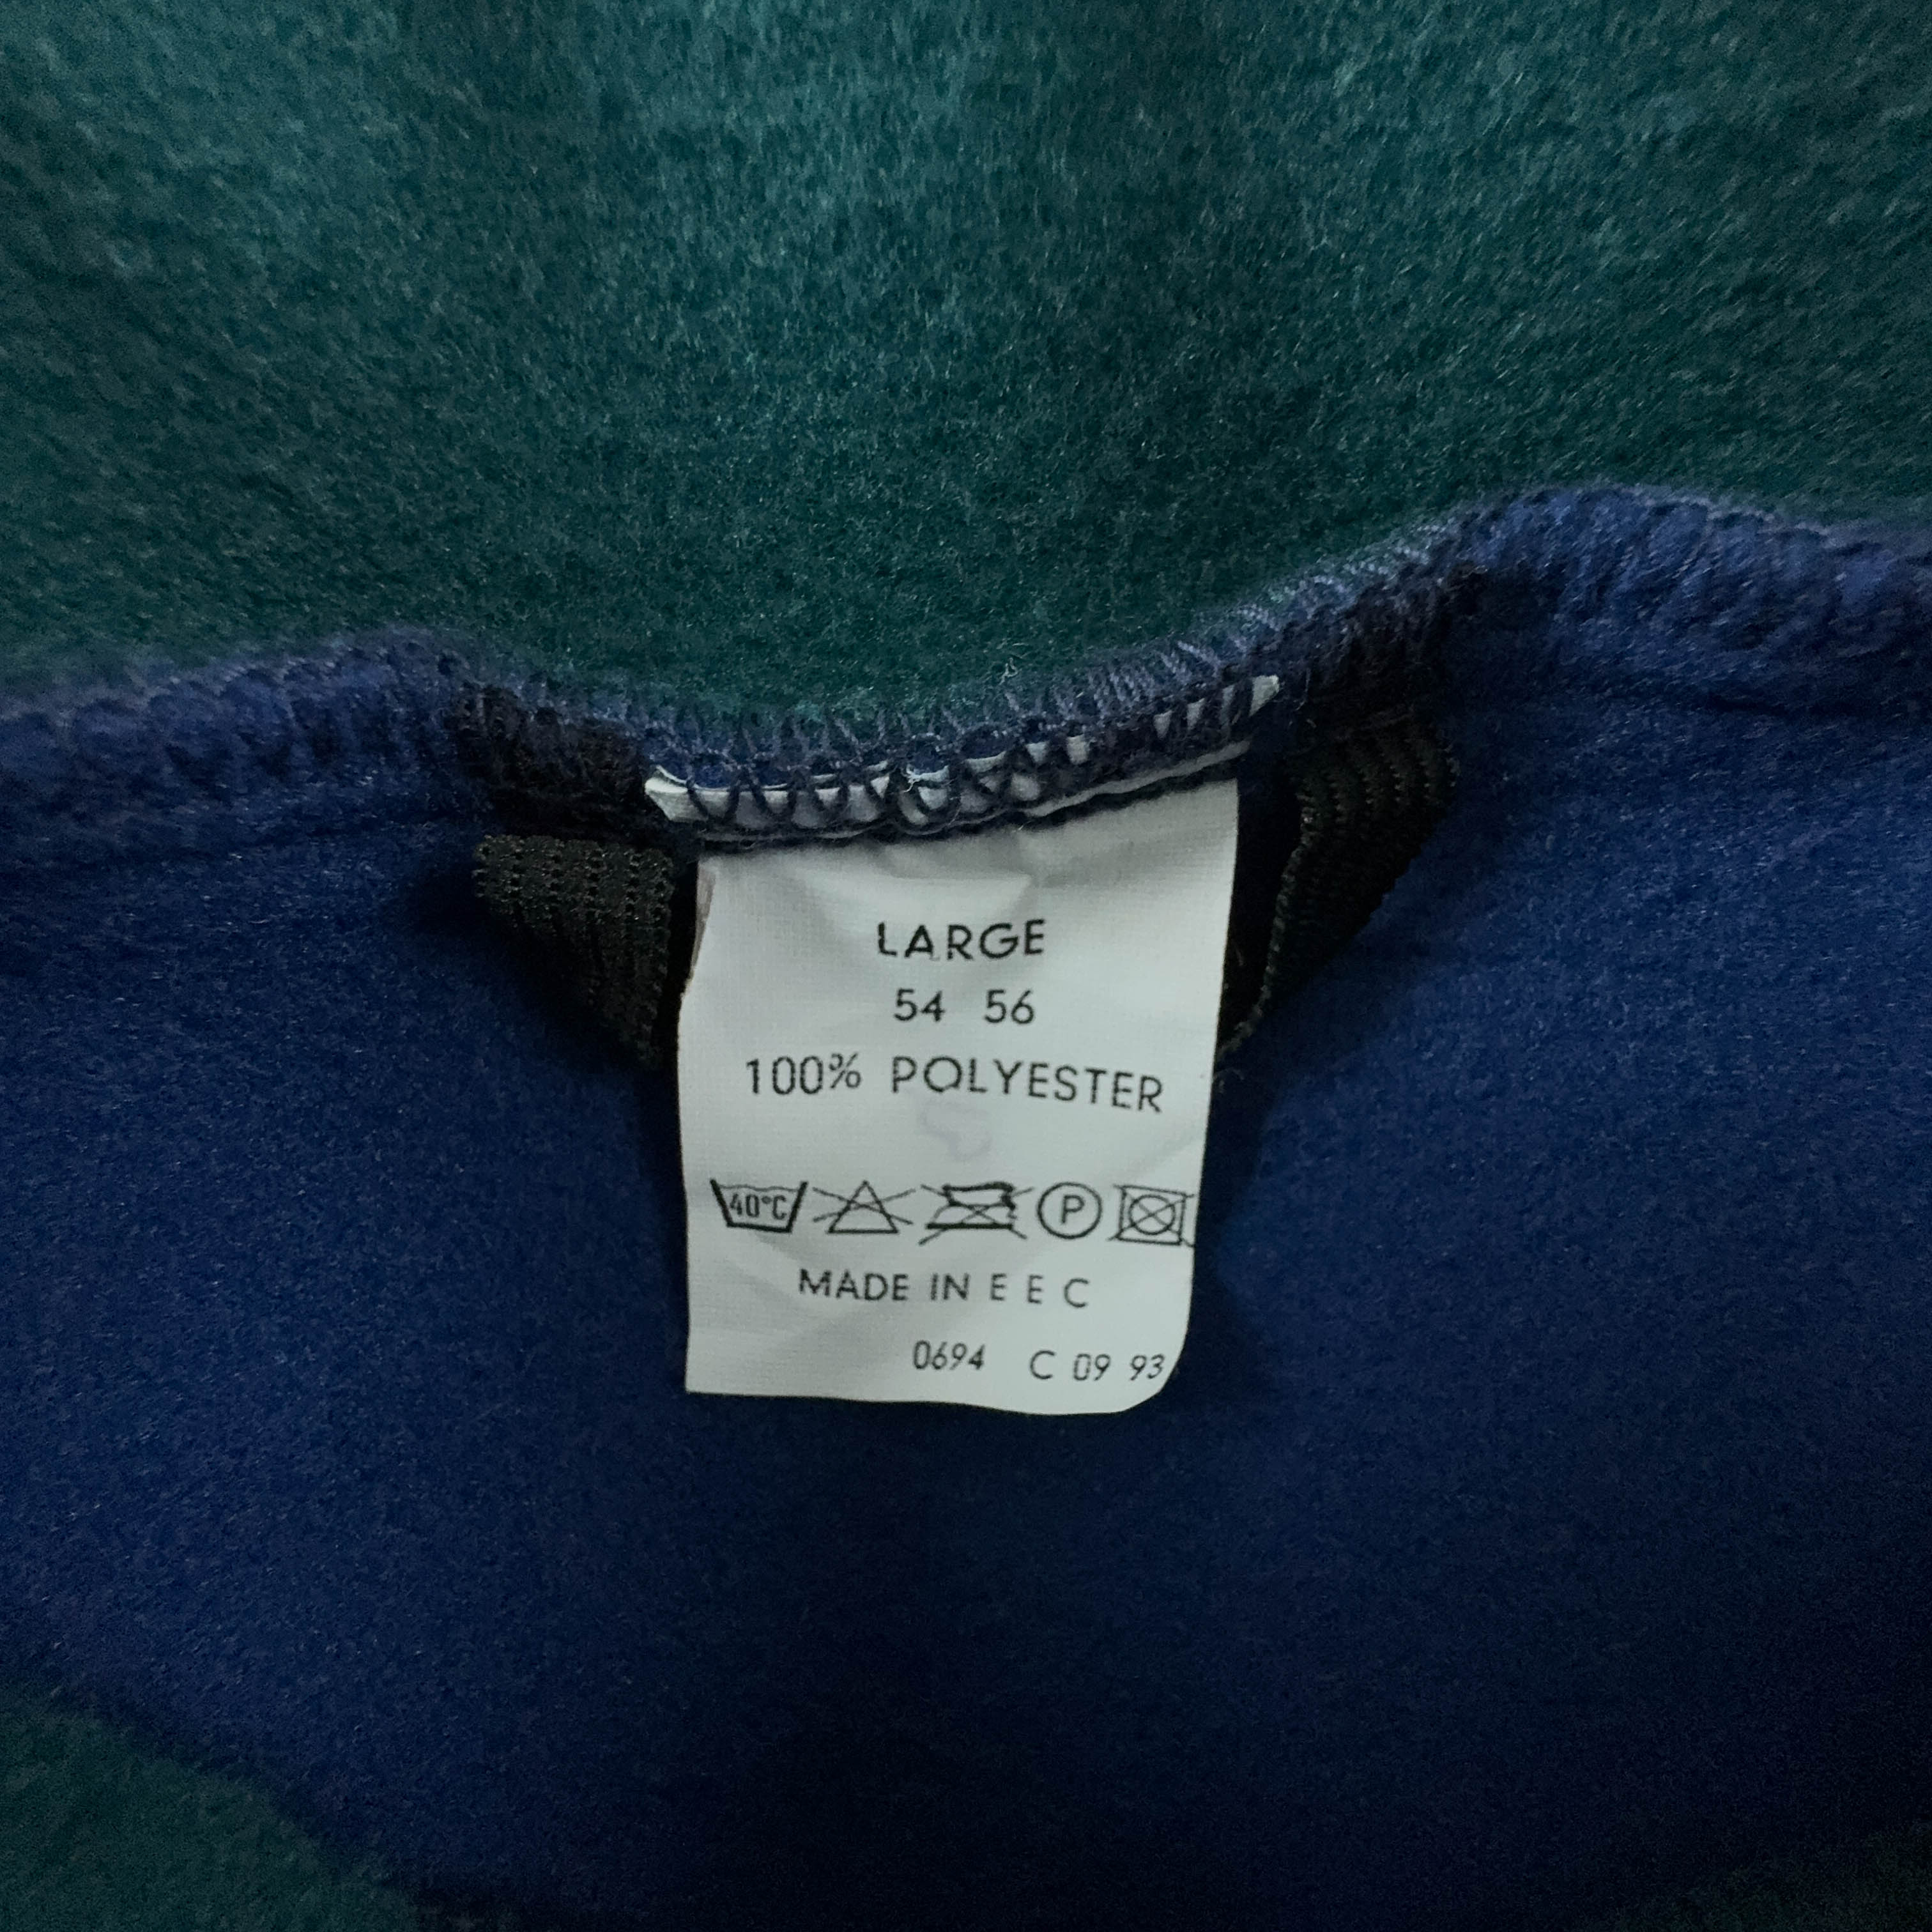 LARGE
54 56
100% POLYESTER
40°C P
MADE IN E E C
0694 C 09 93